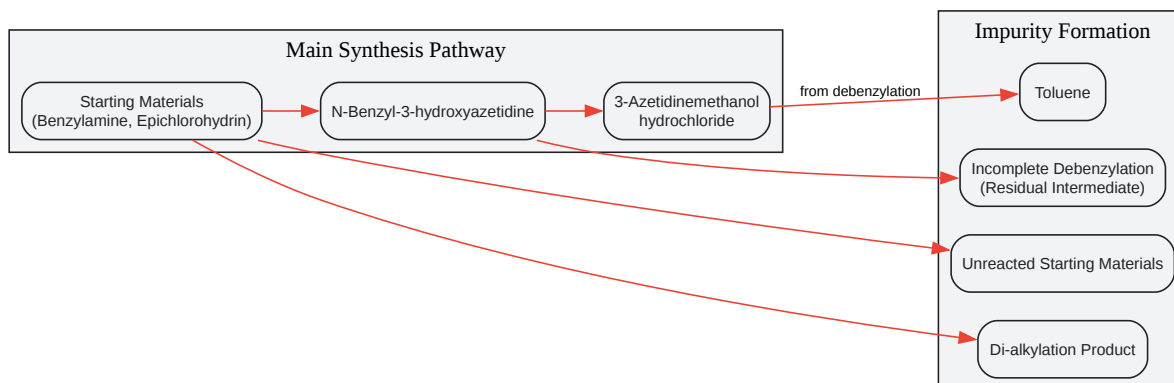 Main Synthesis Pathway
Starting Materials
(Benzylamine, Epichlorohydrin)
N-Benzyl-3-hydroxyazetidine
3-Azetidinemethanol
hydrochloride
from debenzylation
Impurity Formation
Toluene
Incomplete Debenzylation
(Residual Intermediate)
Unreacted Starting Materials
Di-alkylation Product